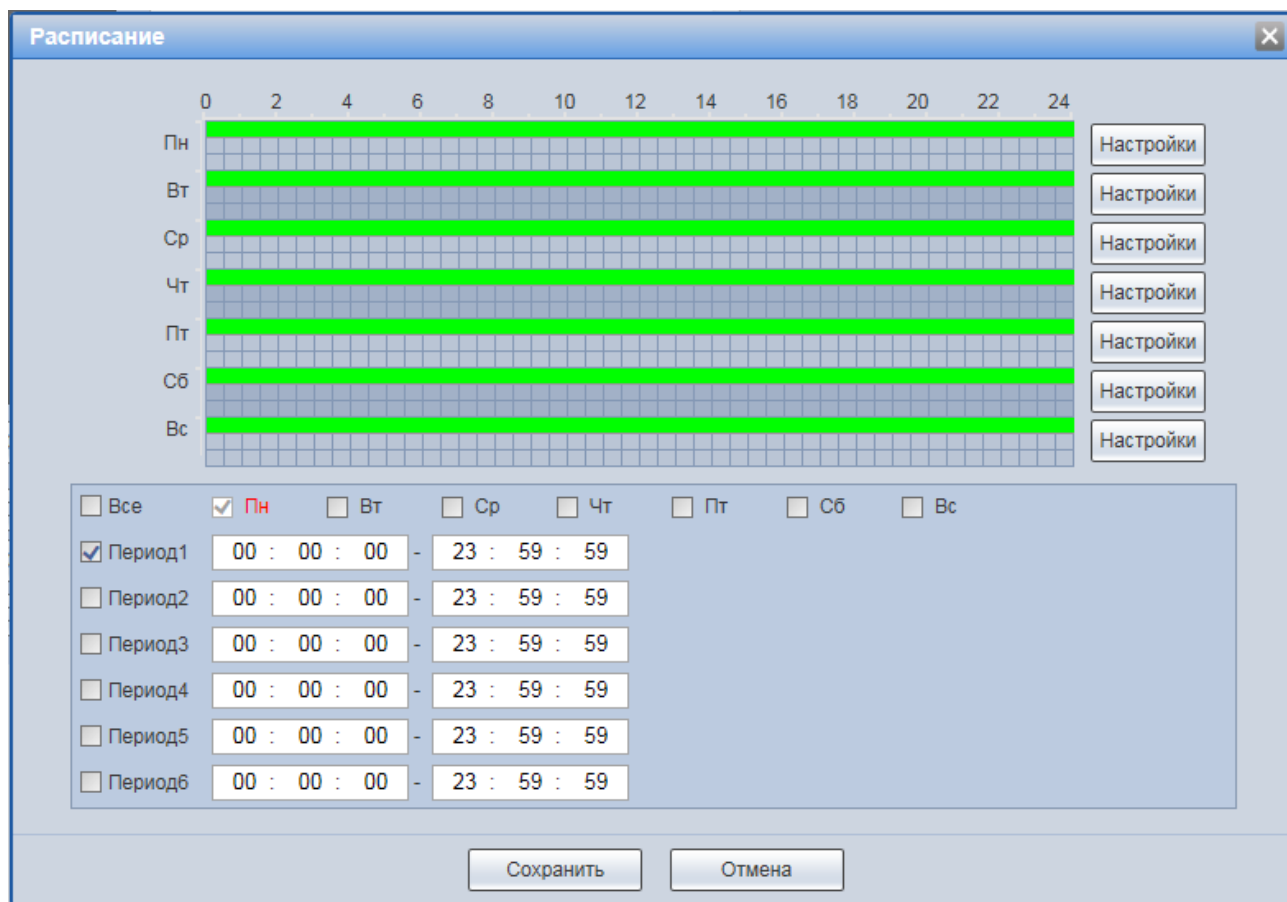 Расписание
0 2 4 6 8 10 12 14 16 18 20 22 24
Пн Настройки
Вт Настройки
Ср Настройки
Чт Настройки
Пт Настройки
Сб Настройки
Вс Настройки
Все Пн Вт Ср Чт Пт Сб Вс
Период1 00 : 00 : 00 - 23 : 59 : 59
Период2 00 : 00 : 00 - 23 : 59 : 59
Период3 00 : 00 : 00 - 23 : 59 : 59
Период4 00 : 00 : 00 - 23 : 59 : 59
Период5 00 : 00 : 00 - 23 : 59 : 59
Период6 00 : 00 : 00 - 23 : 59 : 59
Сохранить Отмена